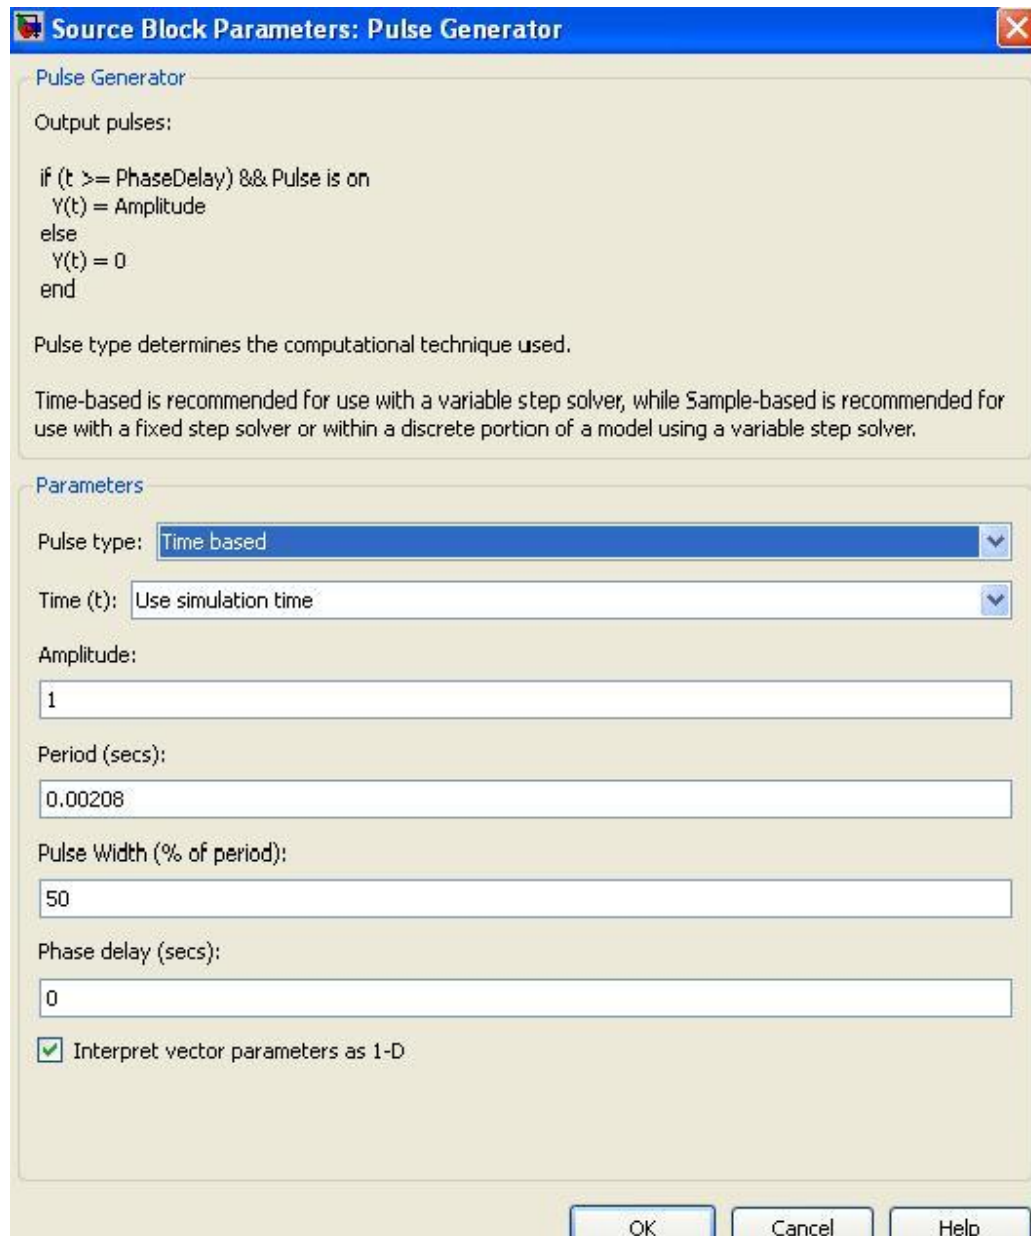 Source Block Parameters: Pulse Generator
Pulse Generator
Output pulses:
if (t >= PhaseDelay) && Pulse is on
Y(t) = Amplitude
else
Y(t) = 0
end
Pulse type determines the computational technique used.
Time-based is recommended for use with a variable step solver, while Sample-based is recommended for
use with a fixed step solver or within a discrete portion of a model using a variable step solver.
Parameters
Pulse type: Time based
Time (t): Use simulation time
Amplitude:
1
Period (secs):
0.00208
Pulse Width (% of period):
50
Phase delay (secs):
0
Interpret vector parameters as 1-D
OK Cancel Help